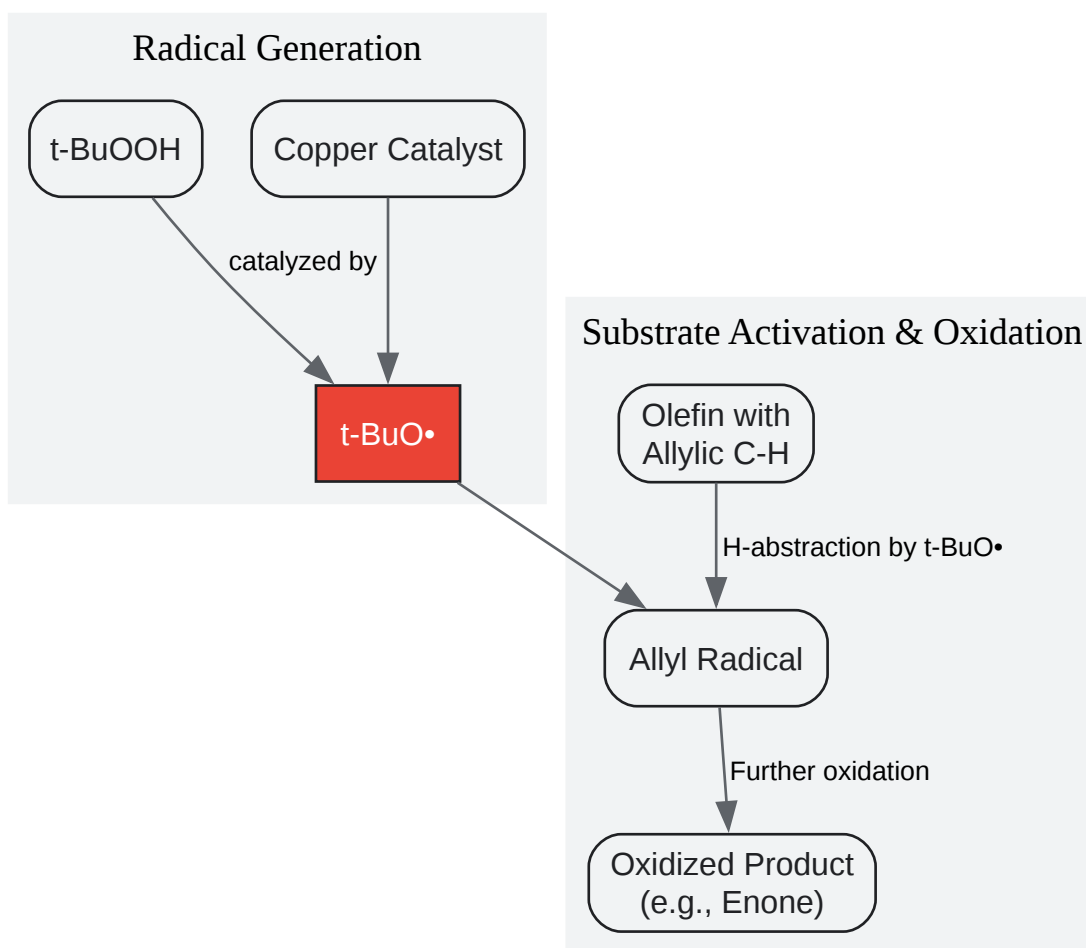 Radical Generation
t-BuOOH
Copper Catalyst
catalyzed by
t-BuO•
Substrate Activation & Oxidation
Olefin with
Allylic C-H
H-abstraction by t-BuO•
Allyl Radical
Further oxidation
Oxidized Product
(e.g., Enone)